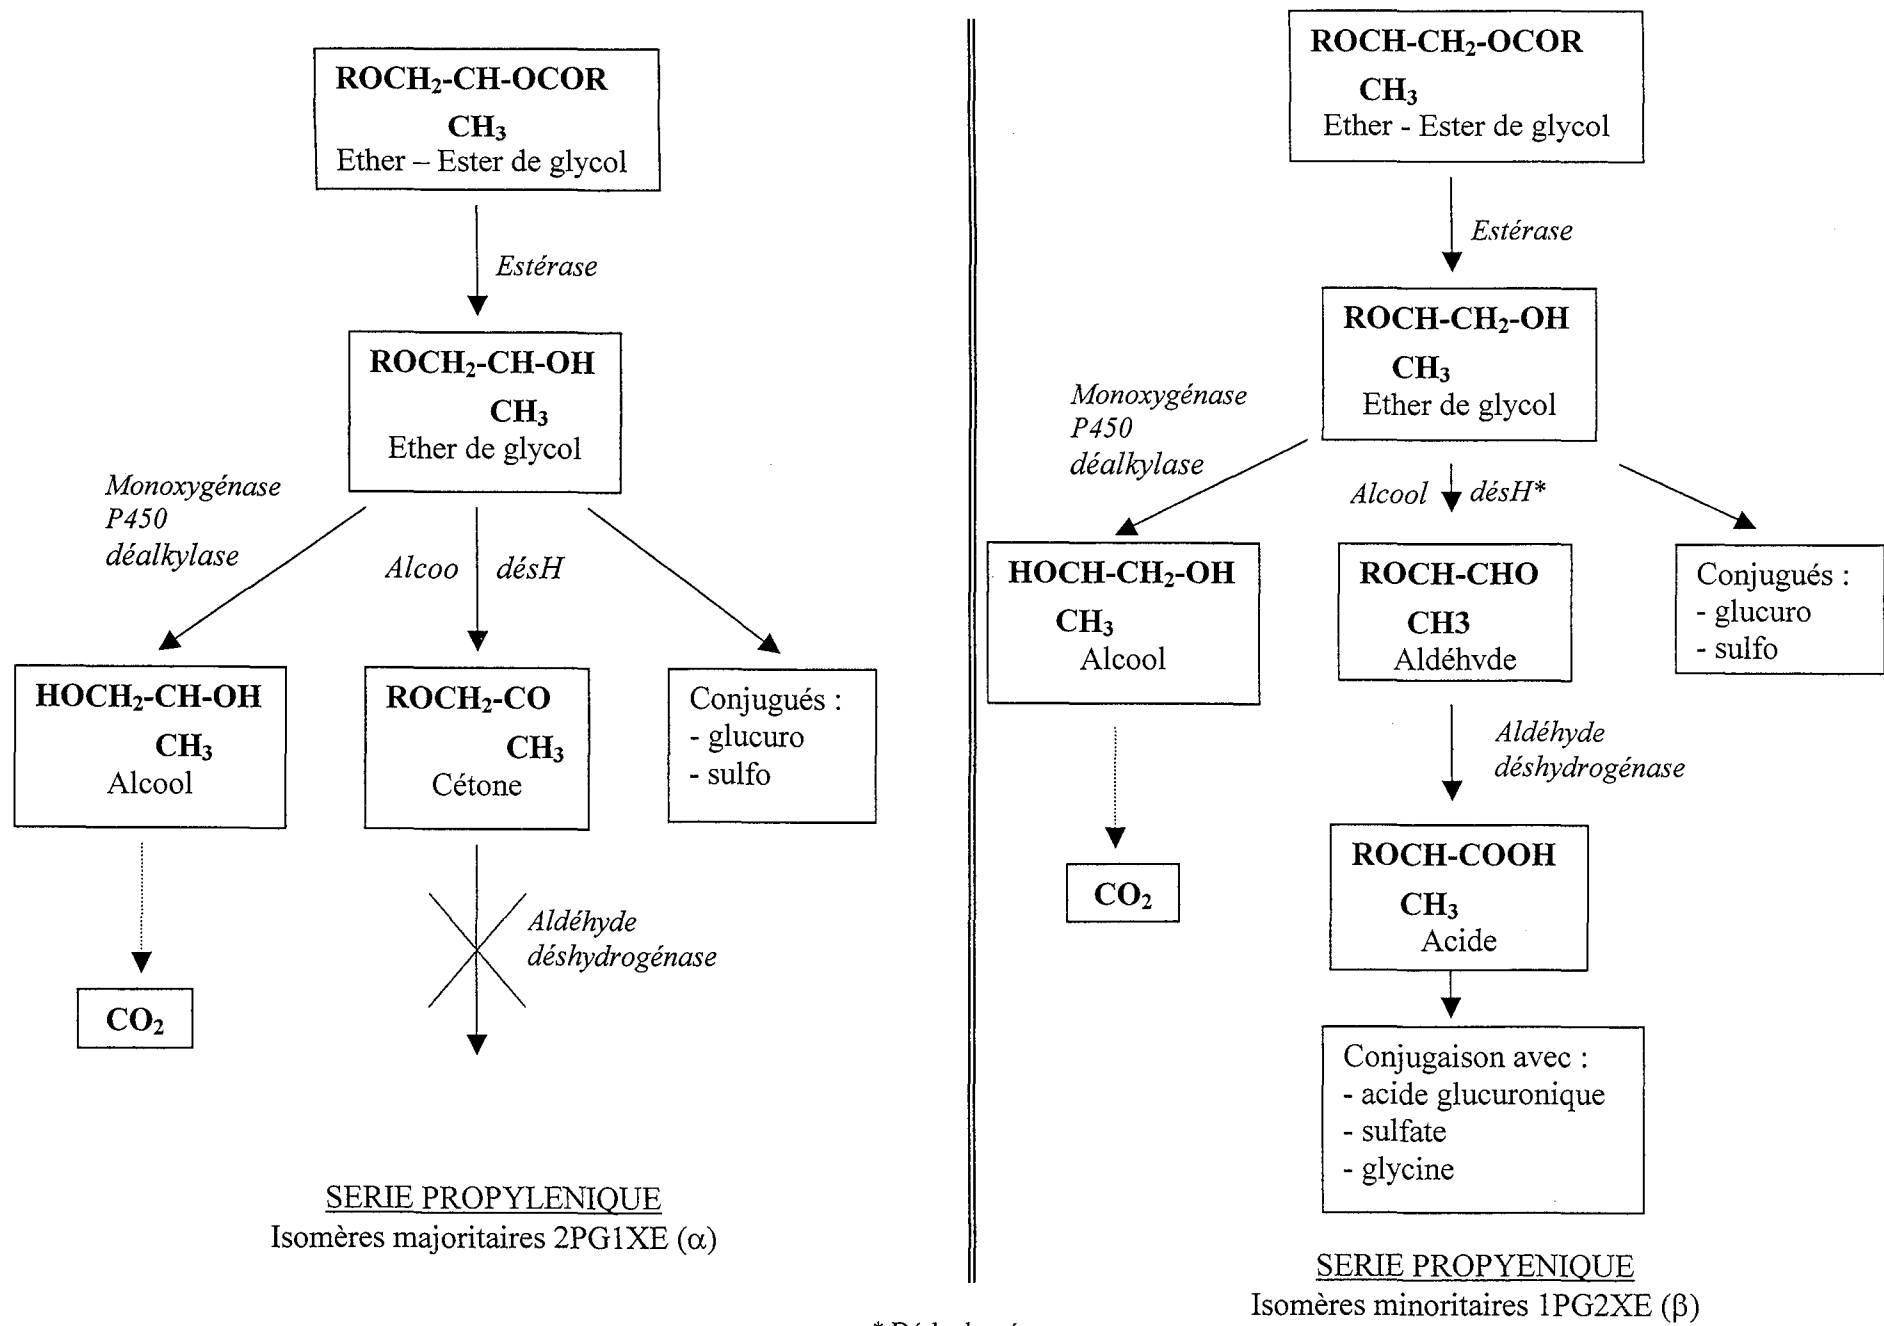 ROCH₂-CH-OCOR
CH₃
Ether – Ester de glycol
Estérase
ROCH₂-CH-OH
CH₃
Ether de glycol
Monoxygénase
P450
déalkylase
Alcoo désH
HOCH₂-CH-OH
CH₃
Alcool
ROCH₂-CO
CH₃
Cétone
Conjugués :
- glucuro
- sulfo
Aldéhyde
déshydrogénase
CO₂
SERIE PROPYLENIQUE
Isomères majoritaires 2PG1XE (α)
ROCH-CH₂-OCOR
CH₃
Ether - Ester de glycol
Estérase
ROCH-CH₂-OH
CH₃
Ether de glycol
Monoxygénase
P450
déalkylase
Alcool désH*
HOCH-CH₂-OH
CH₃
Alcool
ROCH-CHO
CH3
Aldéhvde
Conjugués :
- glucuro
- sulfo
Aldéhyde
déshydrogénase
CO₂
ROCH-COOH
CH₃
Acide
Conjugaison avec :
- acide glucuronique
- sulfate
- glycine
SERIE PROPYENIQUE
Isomères minoritaires 1PG2XE (β)